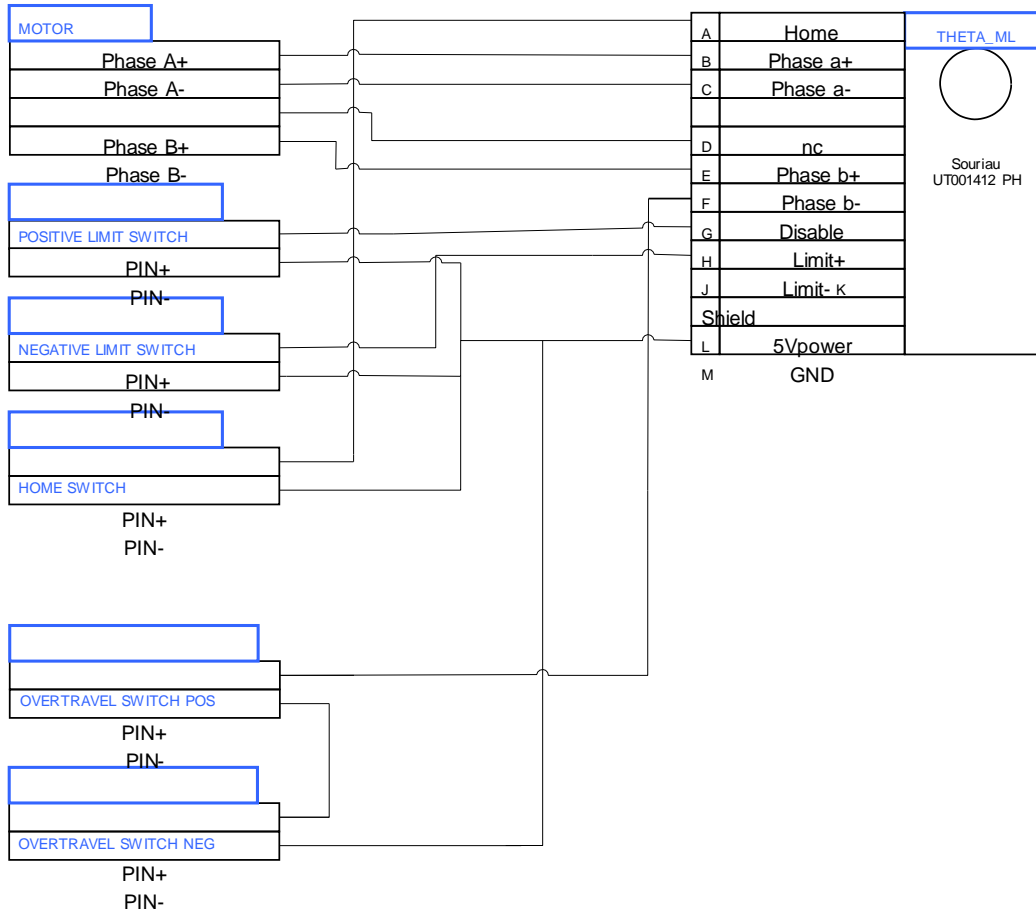 MOTOR
Phase A+
Phase A-
Phase B+
Phase B-
POSITIVE LIMIT SWITCH
PIN+
PIN-
NEGATIVE LIMIT SWITCH
PIN+
PIN-
HOME SWITCH
PIN+
PIN-
OVERTRAVEL SWITCH POS
PIN+
PIN-
OVERTRAVEL SWITCH NEG
PIN+
PIN-
A Home
B Phase a+
C Phase a-
D nc
E Phase b+
F Phase b-
G Disable
H Limit+
J Limit- K
Shield
L 5Vpower
M GND
THETA_ML
Souriau
UT001412 PH